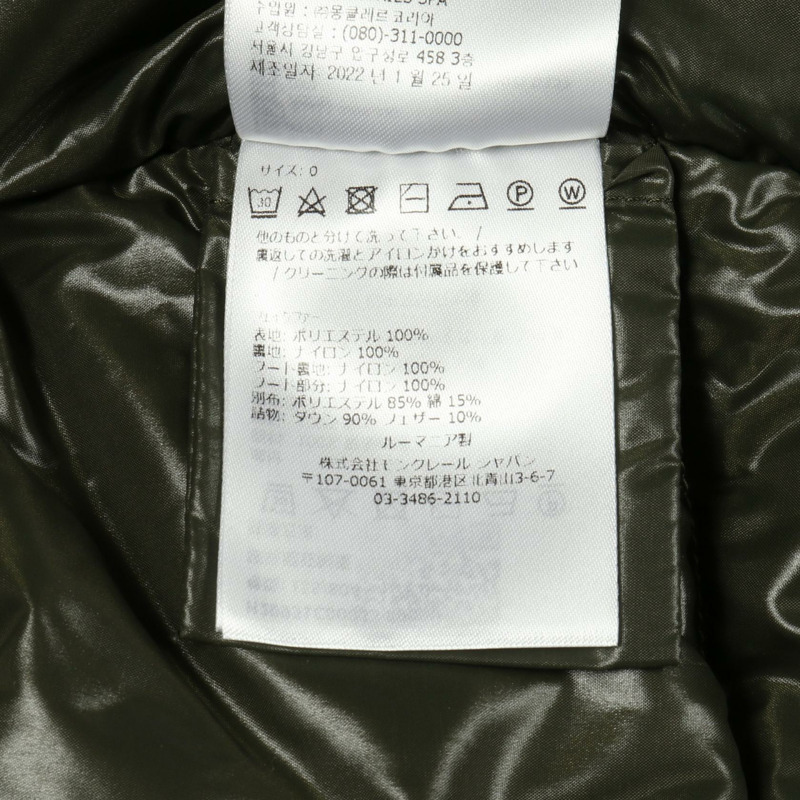 수입원 : ㈜몽클레르코리아
고객상담실 : (080)-311-0000
서울시 강남구 압구정로 458 3층
제조일자 2022 년 1 월 25 일
サイズ: 0
30
P
W
他のものと分けて洗って下さい。 /
裏返しての洗濯とアイロンかけをおすすめします
/ クリーニングの際は付属品を保護して下さい
表地: ポリエステル 100%
裏地: ナイロン 100%
フード裏地: ナイロン 100%
フード部分: ナイロン 100%
別布: ポリエステル 85% 綿 15%
詰物: ダウン 90% フェザー 10%
ルーマニア製
株式会社モンクレール ジャパン
〒107-0061 東京都港区北青山3-6-7
03-3486-2110